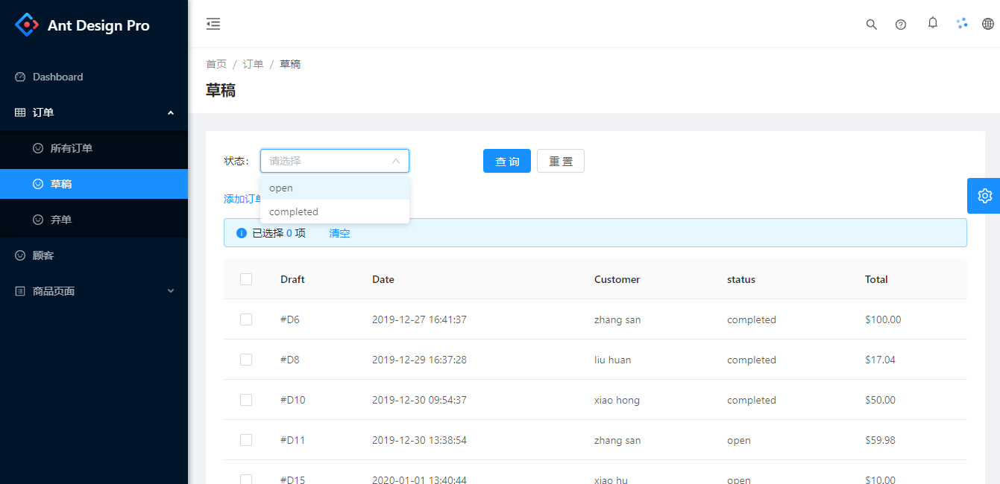 Ant Design Pro
Dashboard
订单
所有订单
草稿
弃单
顾客
商品页面
首页 / 订单 / 草稿
草稿
状态: 请选择 查 询 重 置
open
completed
添加订单
已选择 0 项 清空
Draft Date Customer status Total
#D6 2019-12-27 16:41:37 zhang san completed $100.00
#D8 2019-12-29 16:37:28 liu huan completed $17.04
#D10 2019-12-30 09:54:37 xiao hong completed $50.00
#D11 2019-12-30 13:38:54 zhang san open $59.98
#D15 2020-01-01 13:40:44 xiao hu open $10.00